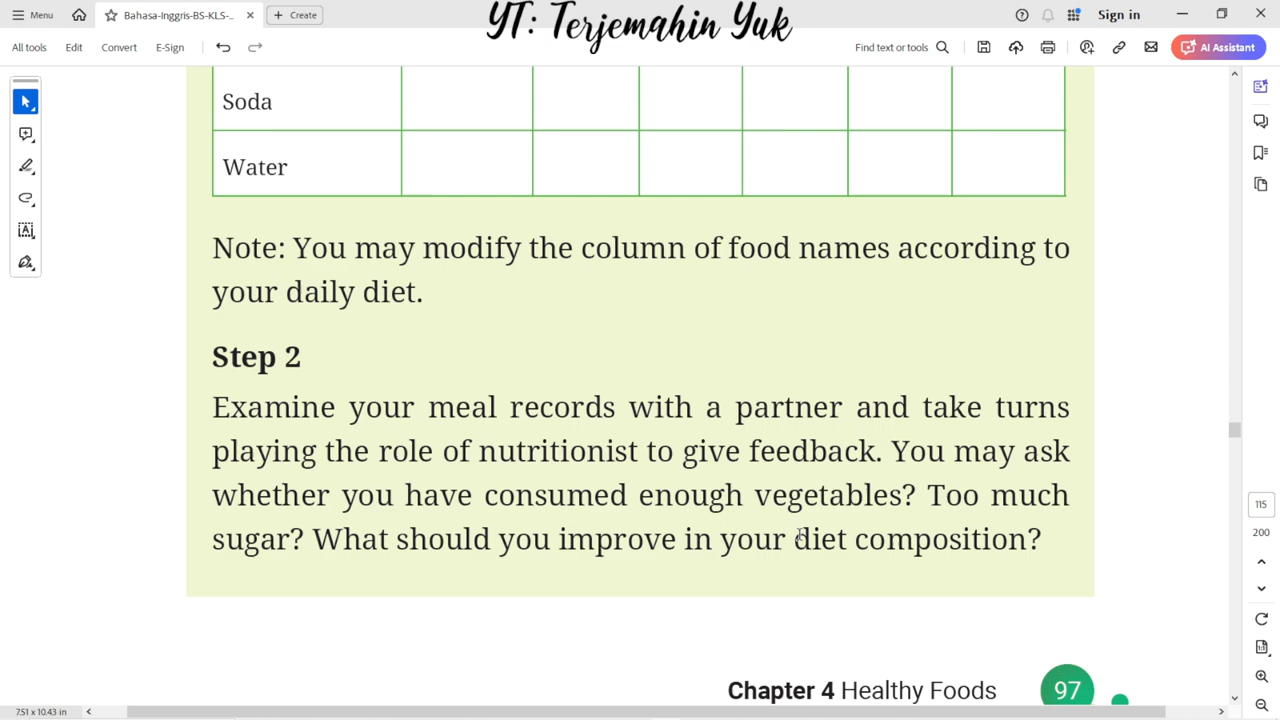 Menu
Bahasa-Inggris-BS-KLS-...
Create
YT: Terjemahin Yuk
Sign in
All tools
Edit
Convert
E-Sign
Find text or tools
AI Assistant
Soda
Water
Note: You may modify the column of food names according to
your daily diet.
Step 2
Examine your meal records with a partner and take turns
playing the role of nutritionist to give feedback. You may ask
whether you have consumed enough vegetables? Too much
sugar? What should you improve in your diet composition?
115
200
Chapter 4 Healthy Foods
97
7.51 x 10.43 in